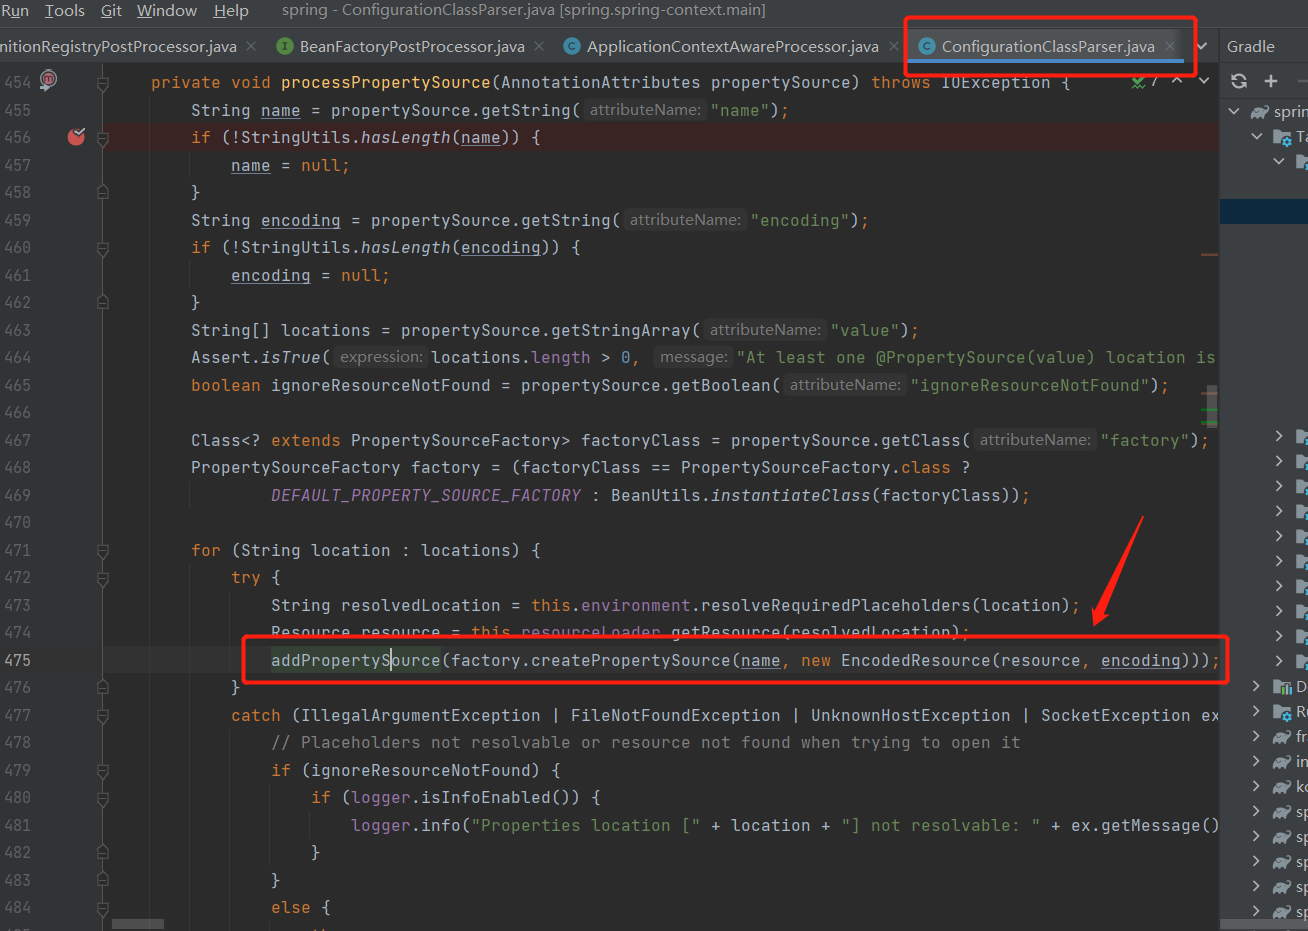 Run Tools Git Window Help spring - ConfigurationClassParser.java [spring.spring-context.main]
nitionRegistryPostProcessor.java BeanFactoryPostProcessor.java ApplicationContextAwareProcessor.java ConfigurationClassParser.java Gradle
454 private void processPropertySource(AnnotationAttributes propertySource) throws IOException { 7
455 String name = propertySource.getString( attributeName: "name");
456 if (!StringUtils.hasLength(name)) {
457 name = null;
458 }
459 String encoding = propertySource.getString( attributeName: "encoding");
460 if (!StringUtils.hasLength(encoding)) {
461 encoding = null;
462 }
463 String[] locations = propertySource.getStringArray( attributeName: "value");
464 Assert.isTrue( expression: locations.length > 0, message: "At least one @PropertySource(value) location is
465 boolean ignoreResourceNotFound = propertySource.getBoolean( attributeName: "ignoreResourceNotFound");
466
467 Class<? extends PropertySourceFactory> factoryClass = propertySource.getClass( attributeName: "factory");
468 PropertySourceFactory factory = (factoryClass == PropertySourceFactory.class ?
469 DEFAULT_PROPERTY_SOURCE_FACTORY : BeanUtils.instantiateClass(factoryClass));
470
471 for (String location : locations) {
472 try {
473 String resolvedLocation = this.environment.resolveRequiredPlaceholders(location);
474 Resource resource = this.resourceLoader.getResource(resolvedLocation);
475 addPropertySource(factory.createPropertySource(name, new EncodedResource(resource, encoding)));
476 }
477 catch (IllegalArgumentException | FileNotFoundException | UnknownHostException | SocketException ex
478 // Placeholders not resolvable or resource not found when trying to open it
479 if (ignoreResourceNotFound) {
480 if (logger.isInfoEnabled()) {
481 logger.info("Properties location [" + location + "] not resolvable: " + ex.getMessage()
482 }
483 }
484 else {
sprin
Ta
D
Ru
fra
in
ko
sp
sp
sp
sp
sp